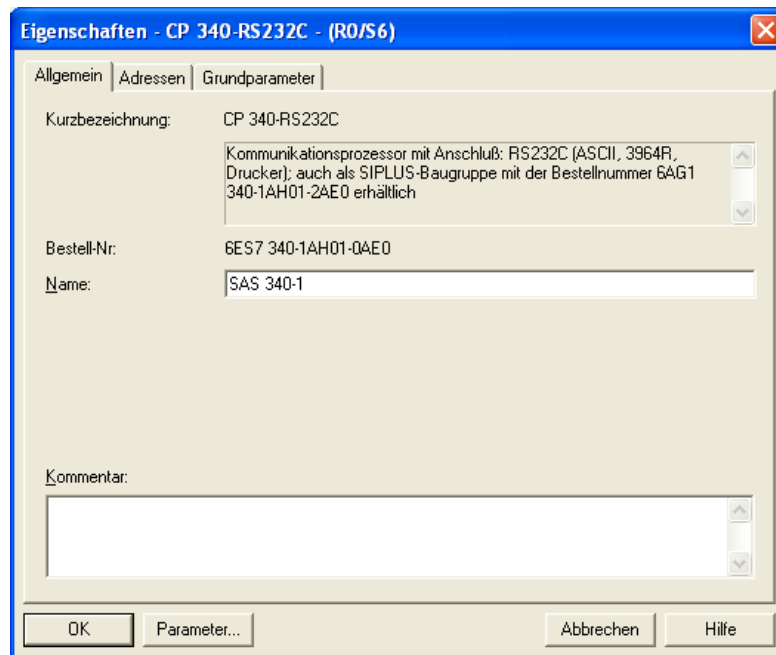 Eigenschaften - CP 340-RS232C - (R0/S6)
Allgemein Adressen Grundparameter
Kurzbezeichnung: CP 340-RS232C
Kommunikationsprozessor mit Anschluß: RS232C (ASCII, 3964R,
Drucker); auch als SIPLUS-Baugruppe mit der Bestellnummer 6AG1
340-1AH01-2AE0 erhältlich
Bestell-Nr: 6ES7 340-1AH01-0AE0
Name: SAS 340-1
Kommentar:
OK Parameter... Abbrechen Hilfe